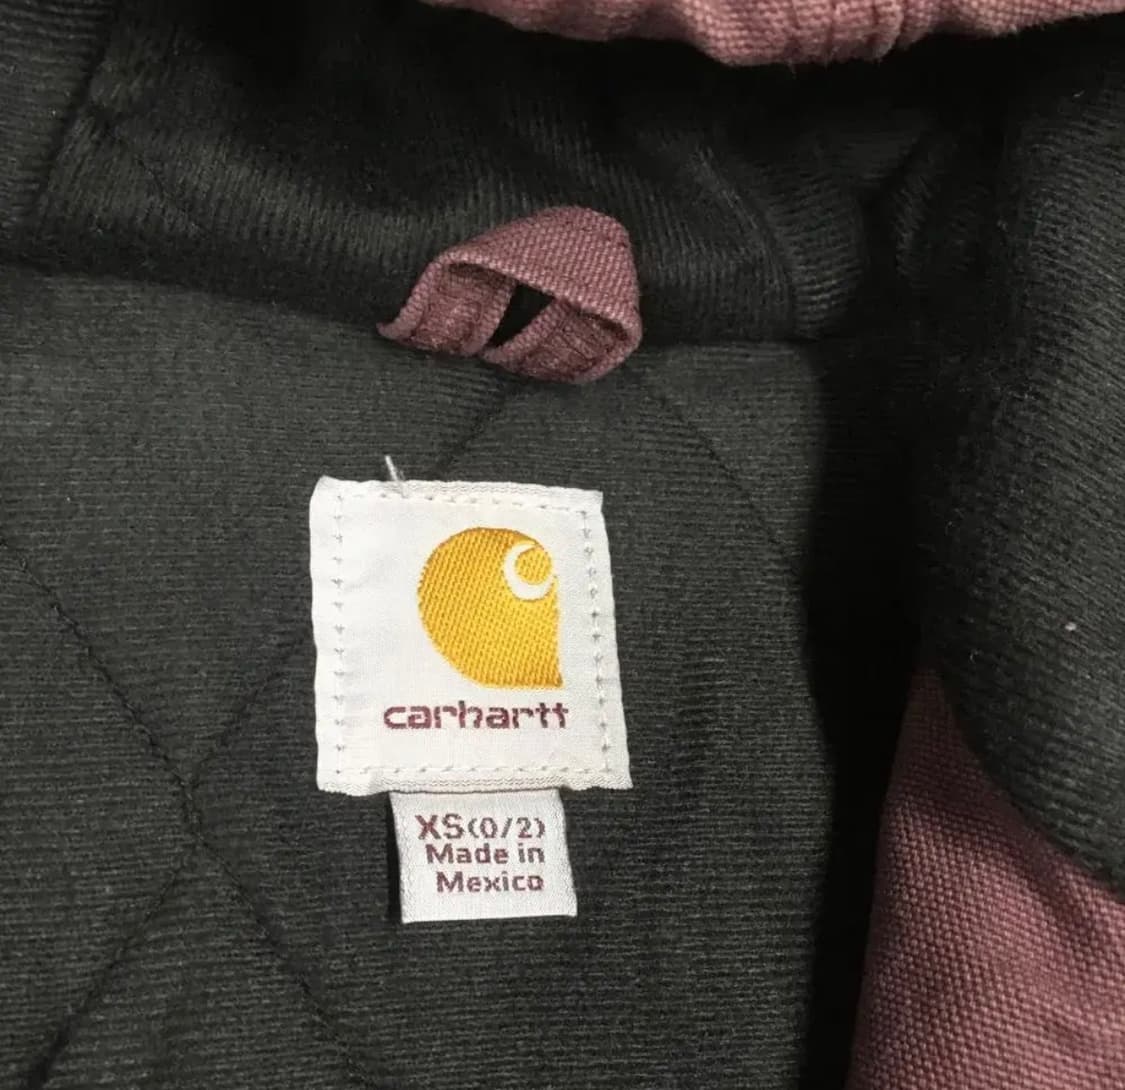 carhartt
XS(0/2)
Made in
Mexico